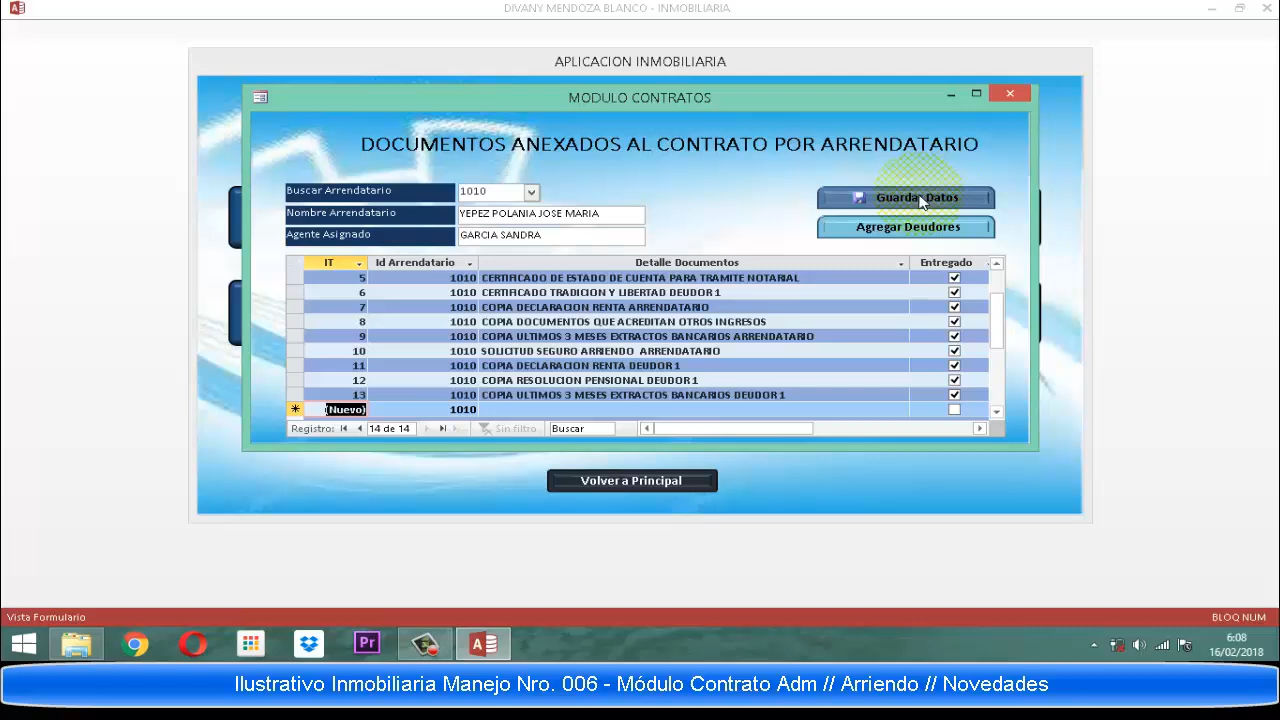 DIVANY MENDOZA BLANCO - INMOBILIARIA
APLICACION INMOBILIARIA
MODULO CONTRATOS
DOCUMENTOS ANEXADOS AL CONTRATO POR ARRENDATARIO
Buscar Arrendatario 1010
Nombre Arrendatario YEPEZ POLANIA JOSE MARIA
Agente Asignado GARCIA SANDRA
Guardar Datos
Agregar Deudores
IT Id Arrendatario Detalle Documentos Entregado
5 1010 CERTIFICADO DE ESTADO DE CUENTA PARA TRAMITE NOTARIAL
6 1010 CERTIFICADO TRADICION Y LIBERTAD DEUDOR 1
7 1010 COPIA DECLARACION RENTA ARRENDATARIO
8 1010 COPIA DOCUMENTOS QUE ACREDITAN OTROS INGRESOS
9 1010 COPIA ULTIMOS 3 MESES EXTRACTOS BANCARIOS ARRENDATARIO
10 1010 SOLICITUD SEGURO ARRIENDO ARRENDATARIO
11 1010 COPIA DECLARACION RENTA DEUDOR 1
12 1010 COPIA RESOLUCION PENSIONAL DEUDOR 1
13 1010 COPIA ULTIMOS 3 MESES EXTRACTOS BANCARIOS DEUDOR 1
(Nuevo) 1010
Registro: 14 de 14 Sin filtro Buscar
Volver a Principal
Vista Formulario BLOQ NUM
Pr
6:08
16/02/2018
Ilustrativo Inmobiliaria Manejo Nro. 006 - Módulo Contrato Adm // Arriendo // Novedades